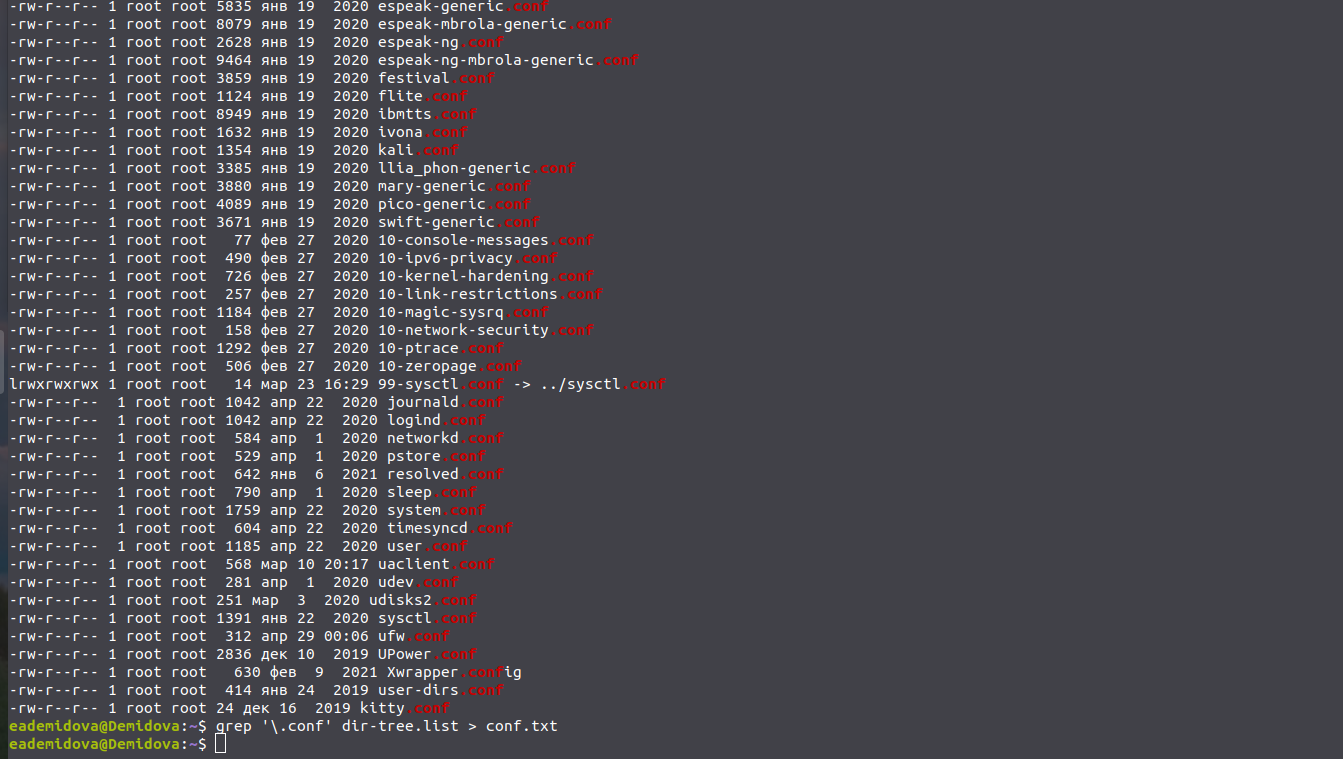 -rw-r--r-- 1 root root 5835 янв 19  2020 espeak-generic.conf
-rw-r--r-- 1 root root 8079 янв 19  2020 espeak-mbrola-generic.conf
-rw-r--r-- 1 root root 2628 янв 19  2020 espeak-ng.conf
-rw-r--r-- 1 root root 9464 янв 19  2020 espeak-ng-mbrola-generic.conf
-rw-r--r-- 1 root root 3859 янв 19  2020 festival.conf
-rw-r--r-- 1 root root 1124 янв 19  2020 flite.conf
-rw-r--r-- 1 root root 8949 янв 19  2020 ibmtts.conf
-rw-r--r-- 1 root root 1632 янв 19  2020 ivona.conf
-rw-r--r-- 1 root root 1354 янв 19  2020 kali.conf
-rw-r--r-- 1 root root 3385 янв 19  2020 llia_phon-generic.conf
-rw-r--r-- 1 root root 3880 янв 19  2020 mary-generic.conf
-rw-r--r-- 1 root root 4089 янв 19  2020 pico-generic.conf
-rw-r--r-- 1 root root 3671 янв 19  2020 swift-generic.conf
-rw-r--r-- 1 root root   77 фев 27  2020 10-console-messages.conf
-rw-r--r-- 1 root root  490 фев 27  2020 10-ipv6-privacy.conf
-rw-r--r-- 1 root root  726 фев 27  2020 10-kernel-hardening.conf
-rw-r--r-- 1 root root  257 фев 27  2020 10-link-restrictions.conf
-rw-r--r-- 1 root root 1184 фев 27  2020 10-magic-sysrq.conf
-rw-r--r-- 1 root root  158 фев 27  2020 10-network-security.conf
-rw-r--r-- 1 root root 1292 фев 27  2020 10-ptrace.conf
-rw-r--r-- 1 root root  506 фев 27  2020 10-zeropage.conf
lrwxrwxrwx 1 root root   14 мар 23 16:29 99-sysctl.conf -> ../sysctl.conf
-rw-r--r--  1 root root 1042 апр 22  2020 journald.conf
-rw-r--r--  1 root root 1042 апр 22  2020 logind.conf
-rw-r--r--  1 root root  584 апр  1  2020 networkd.conf
-rw-r--r--  1 root root  529 апр  1  2020 pstore.conf
-rw-r--r--  1 root root  642 янв  6  2021 resolved.conf
-rw-r--r--  1 root root  790 апр  1  2020 sleep.conf
-rw-r--r--  1 root root 1759 апр 22  2020 system.conf
-rw-r--r--  1 root root  604 апр 22  2020 timesyncd.conf
-rw-r--r--  1 root root 1185 апр 22  2020 user.conf
-rw-r--r-- 1 root root  568 мар 10 20:17 uaclient.conf
-rw-r--r-- 1 root root  281 апр  1  2020 udev.conf
-rw-r--r-- 1 root root 251 мар  3  2020 udisks2.conf
-rw-r--r-- 1 root root 1391 янв 22  2020 sysctl.conf
-rw-r--r-- 1 root root  312 апр 29 00:06 ufw.conf
-rw-r--r-- 1 root root 2836 дек 10  2019 UPower.conf
-rw-r--r-- 1 root root   630 фев  9  2021 Xwrapper.config
-rw-r--r-- 1 root root  414 янв 24  2019 user-dirs.conf
-rw-r--r-- 1 root root 24 дек 16  2019 kitty.conf
eademidova@Demidova:~$ grep '\.conf' dir-tree.list > conf.txt
eademidova@Demidova:~$